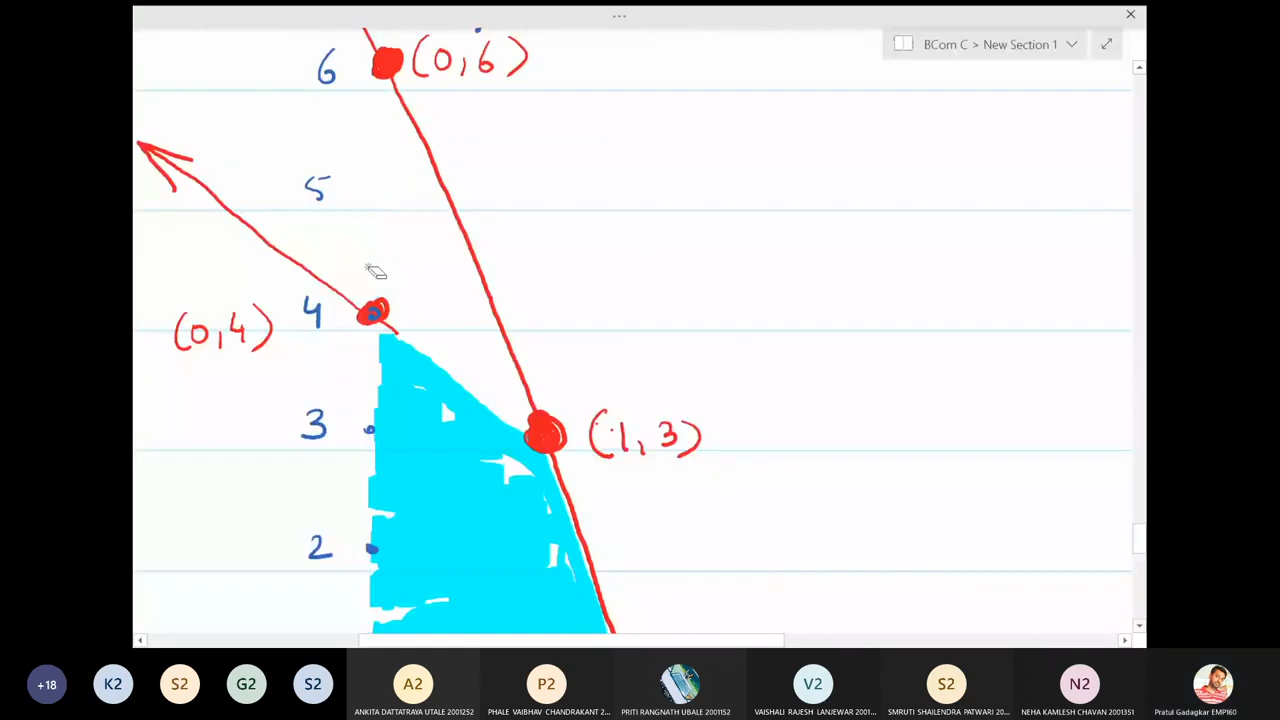 BCom C > New Section 1
6 (0,6)
5
4
(0,4)
3 (1,3)
2
+18 K2 S2 G2 S2 A2 P2 V2 S2 N2
ANKITA DATTATRAYA UTALE 2001252
PHALE VAIBHAV CHANDRAKANT 2...
PRITI RANGNATH UBALE 2001152
VAISHALI RAJESH LANJEWAR 2001...
SMRUTI SHAILENDRA PATWARI 20...
NEHA KAMLESH CHAVAN 2001351
Pratul Gadagkar EMP160